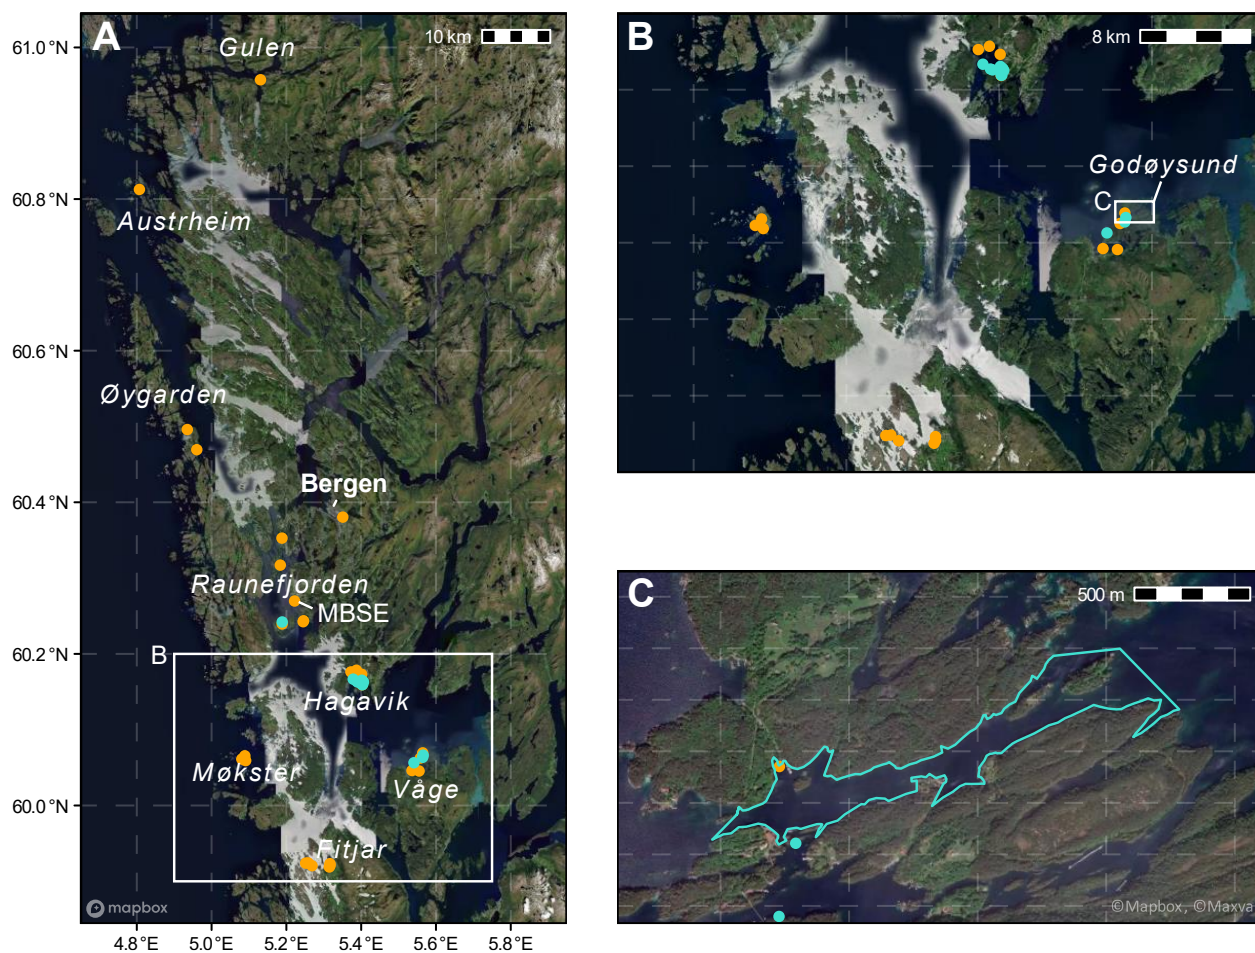 A
Gulen
10 km
61.0 °N
60.8 °N
Austrheim
60.6 °N
Øygarden
Bergen
60.4 °N
Raunefjorden
MBSE
60.2 °N
B
Hagavik
Møkster
Våge
60.0 °N
Fitjar
mapbox
4.8 °E
5.0 °E
5.2 °E
5.4 °E
5.6 °E
5.8 °E
B
8 km
Godøysund
C
C
500 m
©Mapbox, ©Maxva